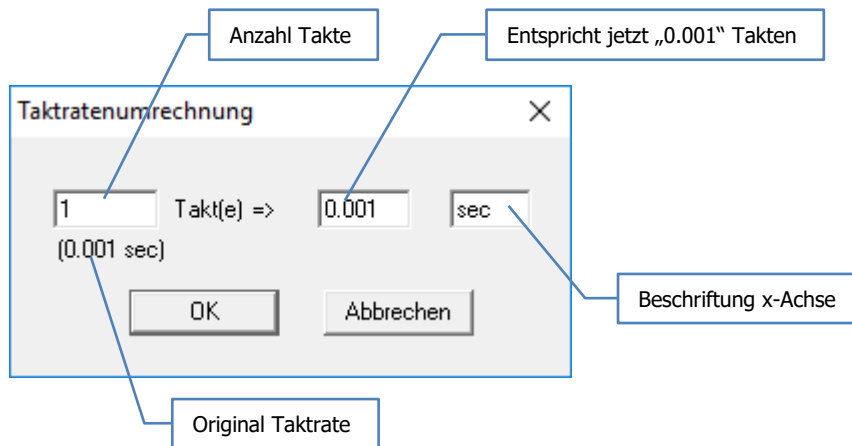 Anzahl Takte
Entspricht jetzt „0.001“ Takten
Taktratenumrechnung
1 Takt(e) => 0.001 sec
(0.001 sec)
Beschriftung x-Achse
OK Abbrechen
Original Taktrate